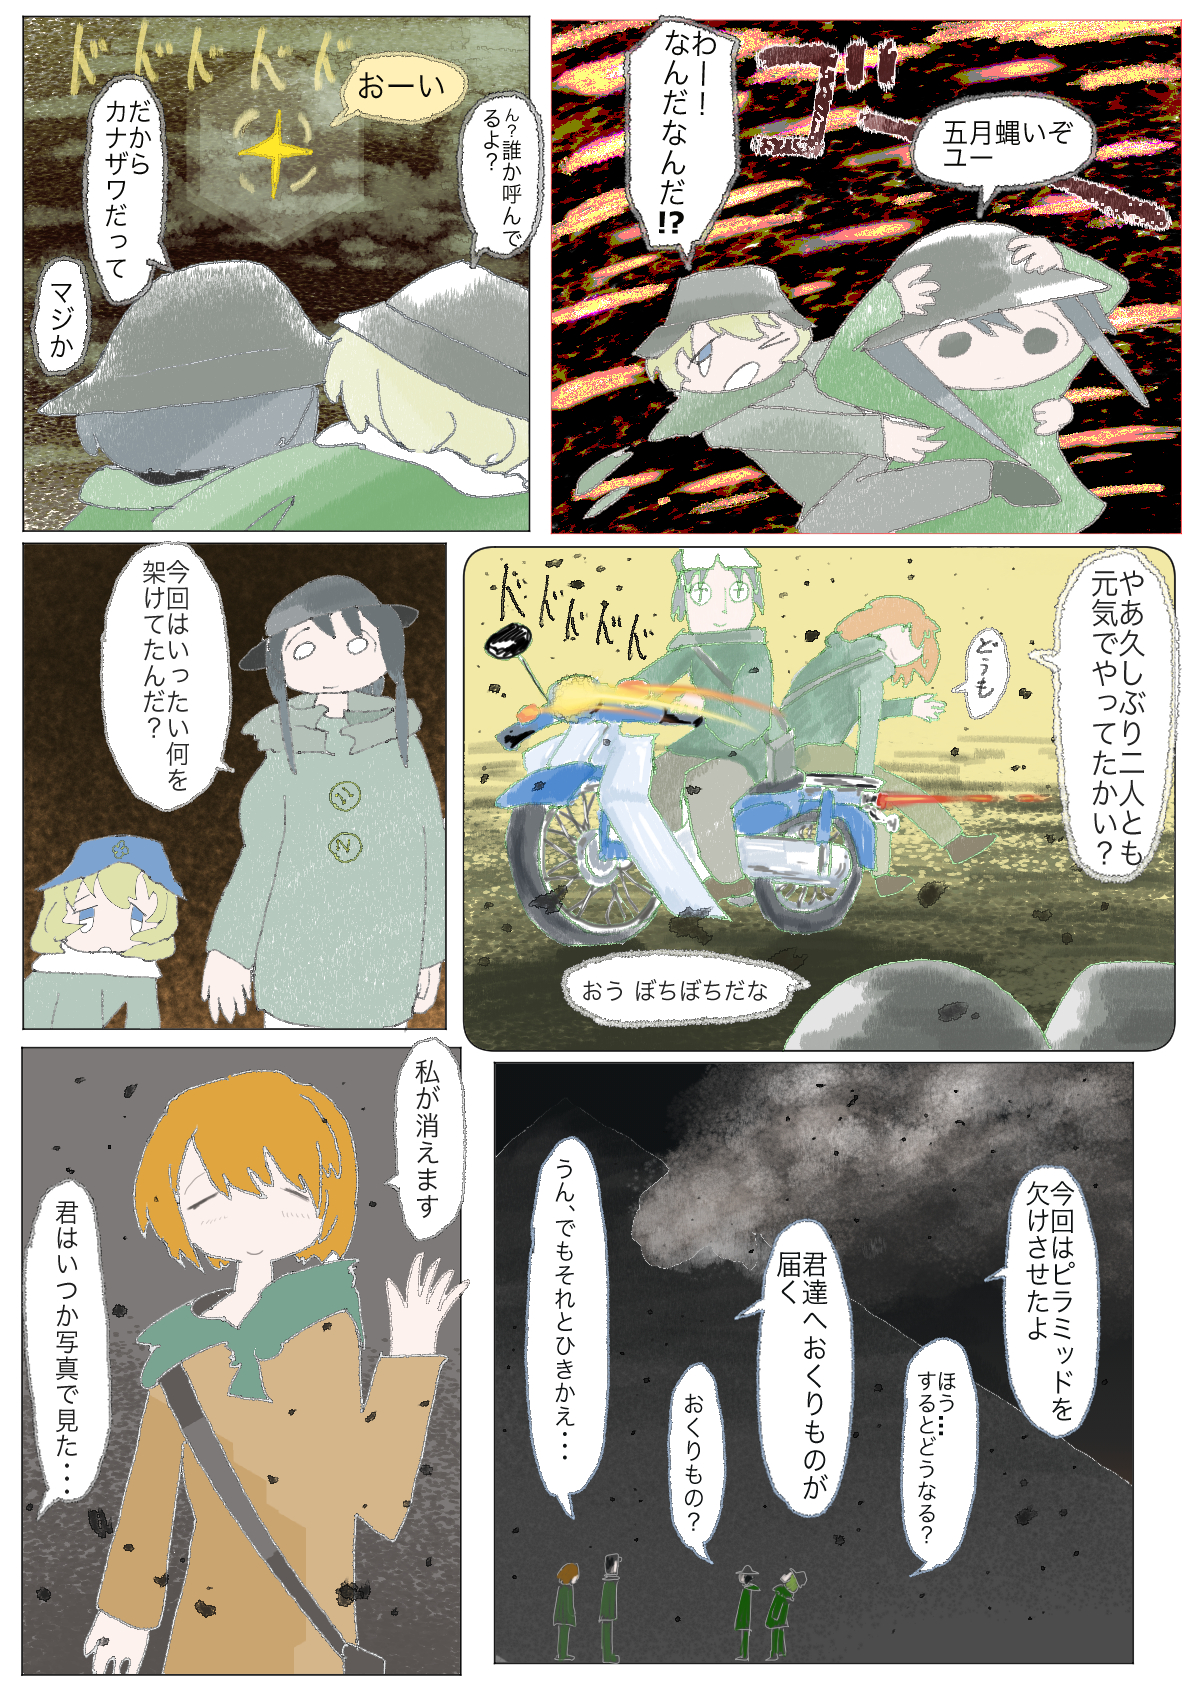 わー!
なんだなんだ!?
ゴゴーーー
五月蝿いぞ
ユー
ん?誰か呼んで
るよ?
おーい
ドドドドド
だから
カナザワだって
マジか
やあ久しぶり二人とも
元気でやってたかい?
どうも
ドドドドド
おう ぼちぼちだな
今回はいったい何を
架けてたんだ?
今回はピラミッドを
欠けさせたよ
ほう…
するとどうなる?
君達へおくりものが
届く
おくりもの?
うん、でもそれとひきかえ・・・
私が消えます
君はいつか写真で見た・・・